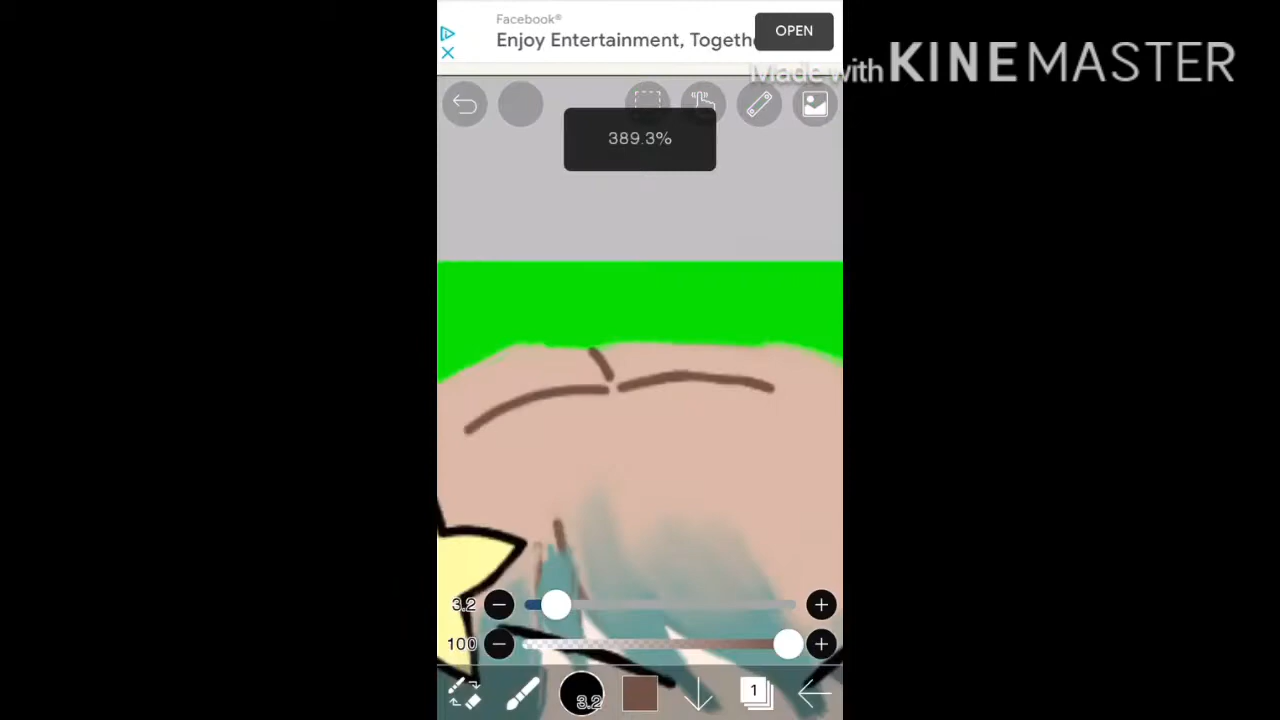 Facebook®
Enjoy Entertainment, Togeth
OPEN
Made with KINEMASTER
389.3%
3.2
100
3.2
1